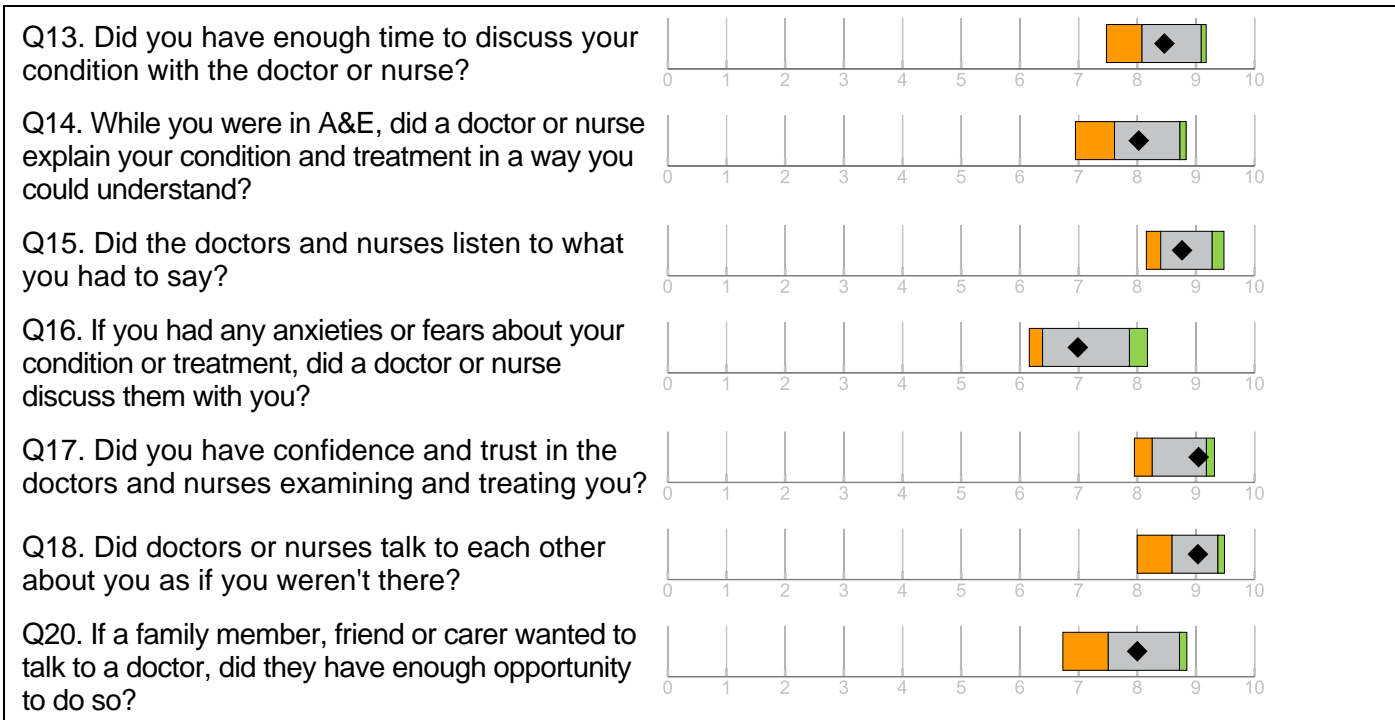 Q13. Did you have enough time to discuss your
condition with the doctor or nurse?
0 1 2 3 4 5 6 7 8 9 10
Q14. While you were in A&E, did a doctor or nurse
explain your condition and treatment in a way you
could understand?
0 1 2 3 4 5 6 7 8 9 10
Q15. Did the doctors and nurses listen to what
you had to say?
0 1 2 3 4 5 6 7 8 9 10
Q16. If you had any anxieties or fears about your
condition or treatment, did a doctor or nurse
discuss them with you?
0 1 2 3 4 5 6 7 8 9 10
Q17. Did you have confidence and trust in the
doctors and nurses examining and treating you?
0 1 2 3 4 5 6 7 8 9 10
Q18. Did doctors or nurses talk to each other
about you as if you weren't there?
0 1 2 3 4 5 6 7 8 9 10
Q20. If a family member, friend or carer wanted to
talk to a doctor, did they have enough opportunity
to do so?
0 1 2 3 4 5 6 7 8 9 10